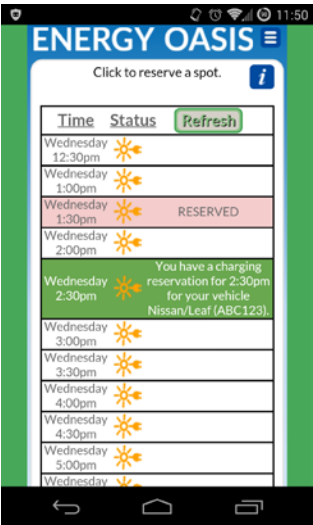 11:50
ENERGY OASIS
Click to reserve a spot.
i
Time Status Refresh
Wednesday
12:30pm
Wednesday
1:00pm
Wednesday
1:30pm
RESERVED
Wednesday
2:00pm
Wednesday
2:30pm
You have a charging
reservation for 2:30pm
for your vehicle
Nissan/Leaf (ABC123).
Wednesday
3:00pm
Wednesday
3:30pm
Wednesday
4:00pm
Wednesday
4:30pm
Wednesday
5:00pm
Wednesday